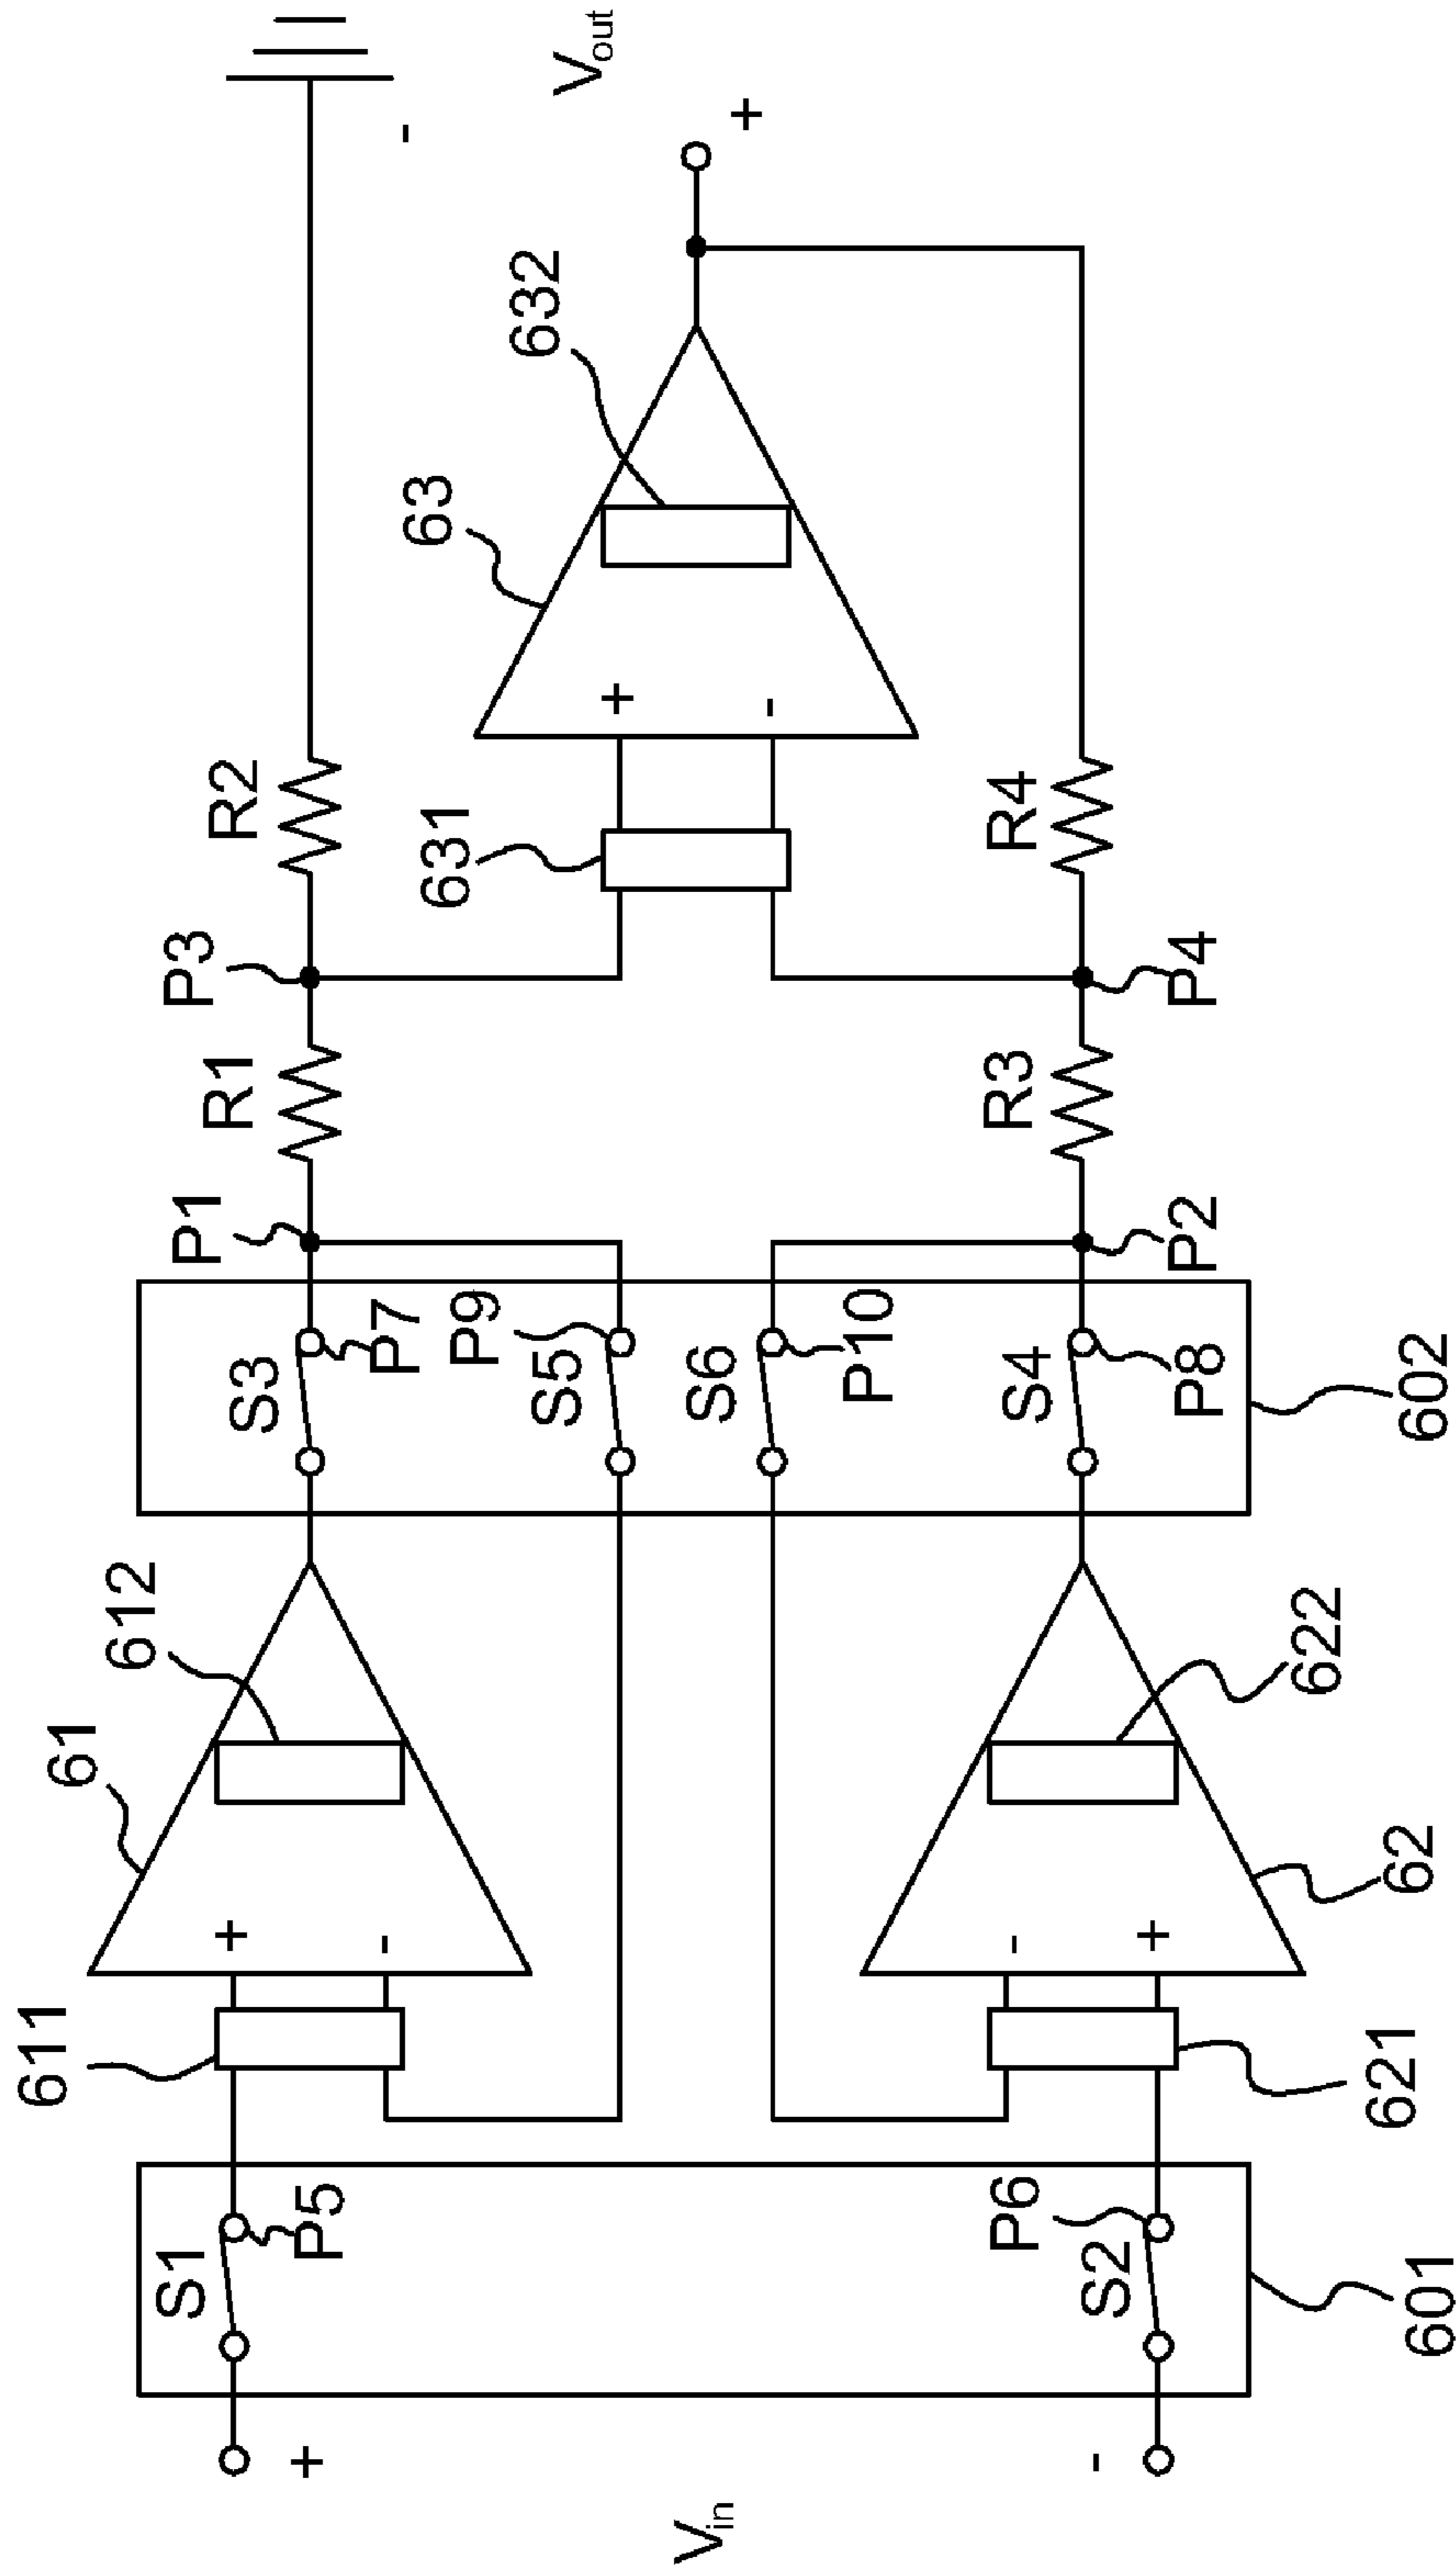 611
61
612
P1
P3
R1
R2
S1
P5
+
-
S3
P7
P9
S5
S6
P10
S4
P8
631
63
632
+
-
-
+
Vin
+
-
Vout
+
-
P6
S2
-
+
R3
R4
P2
P4
601
621
62
622
602